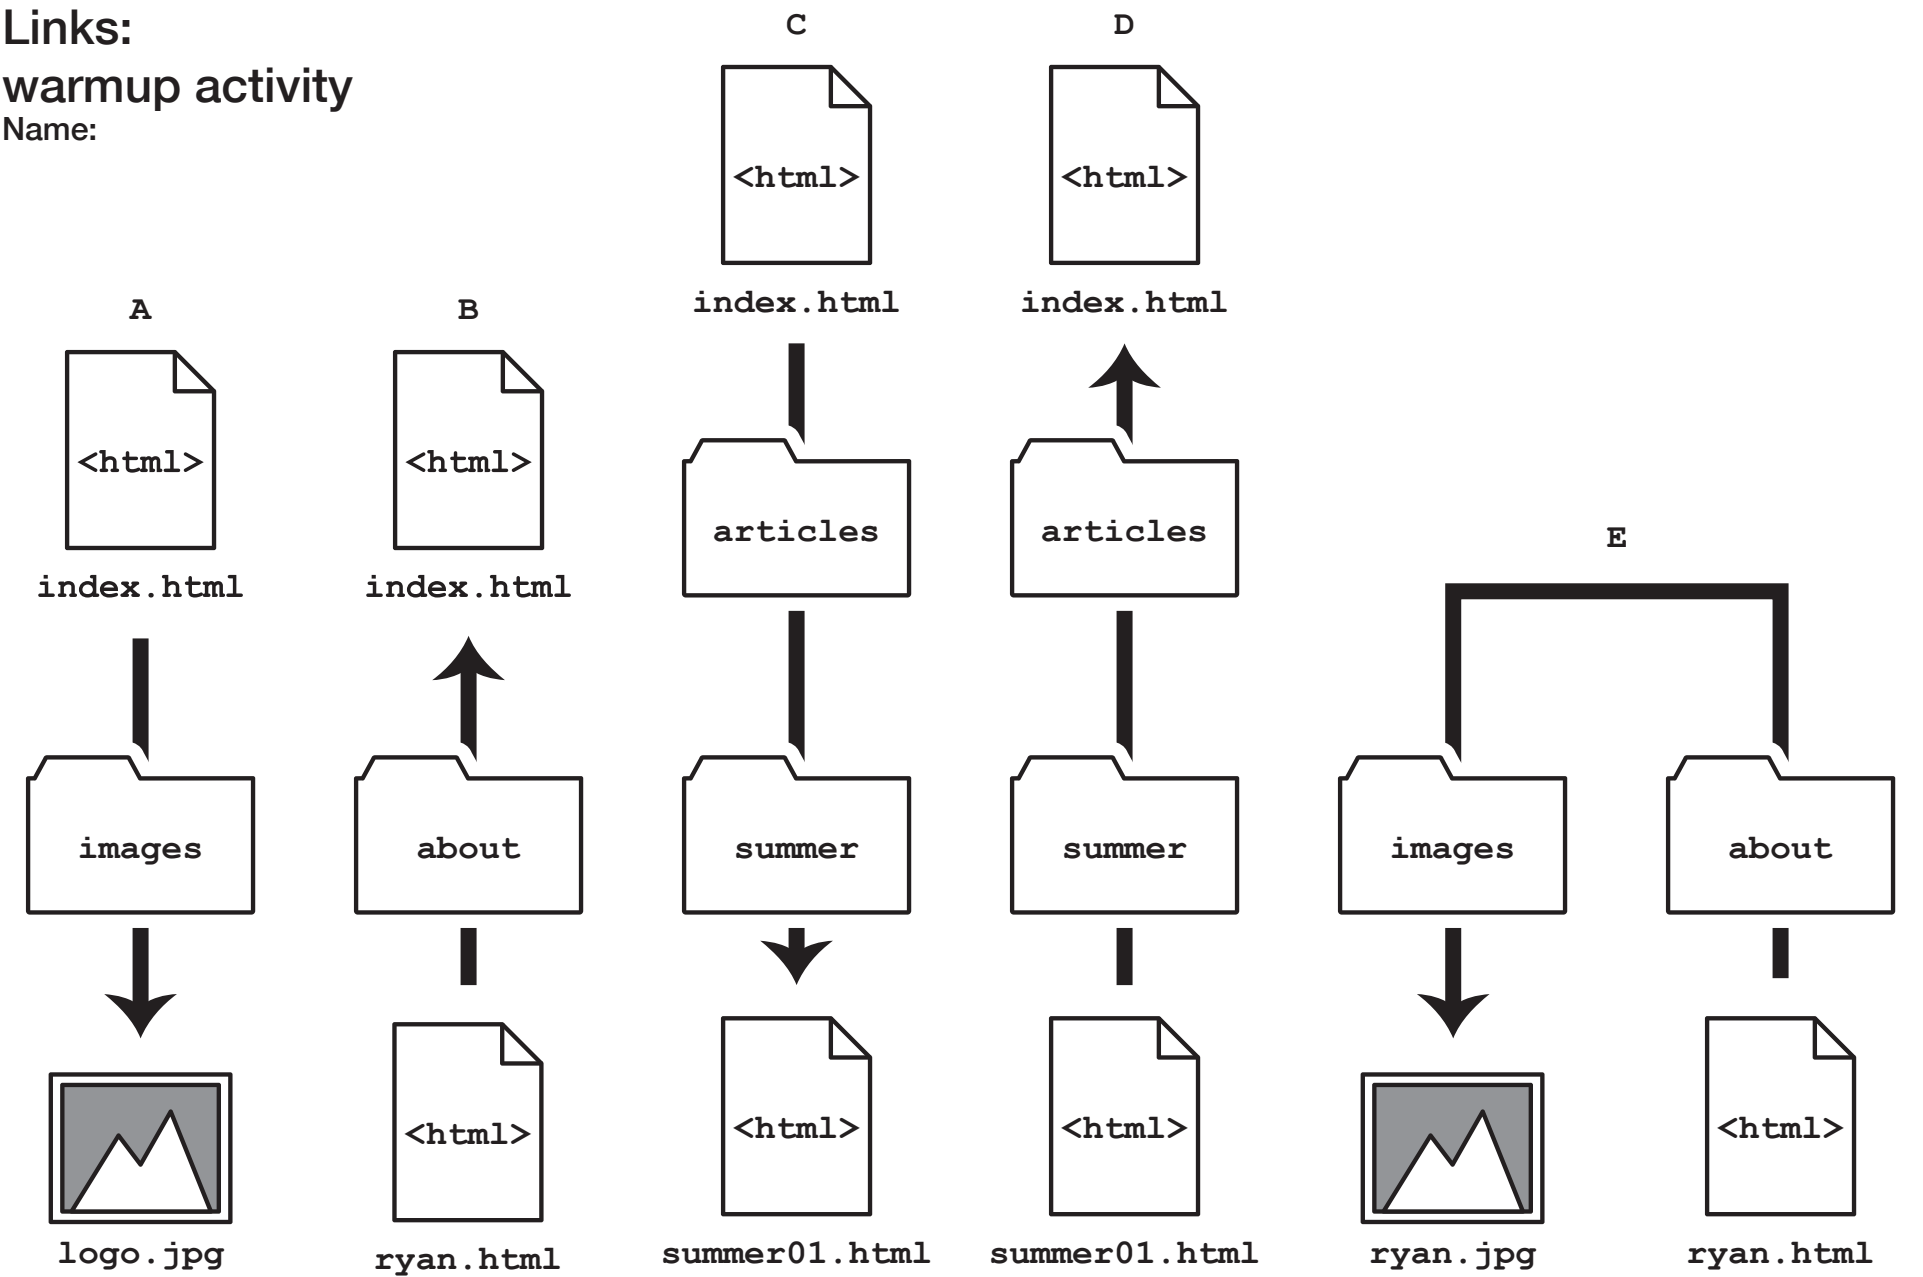 Links:
warmup activity
Name:
A
<html>
index.html
images
logo.jpg
B
<html>
index.html
about
<html>
ryan.html
C
<html>
index.html
articles
summer
<html>
summer01.html
D
<html>
index.html
articles
summer
<html>
summer01.html
E
images
ryan.jpg
about
<html>
ryan.html